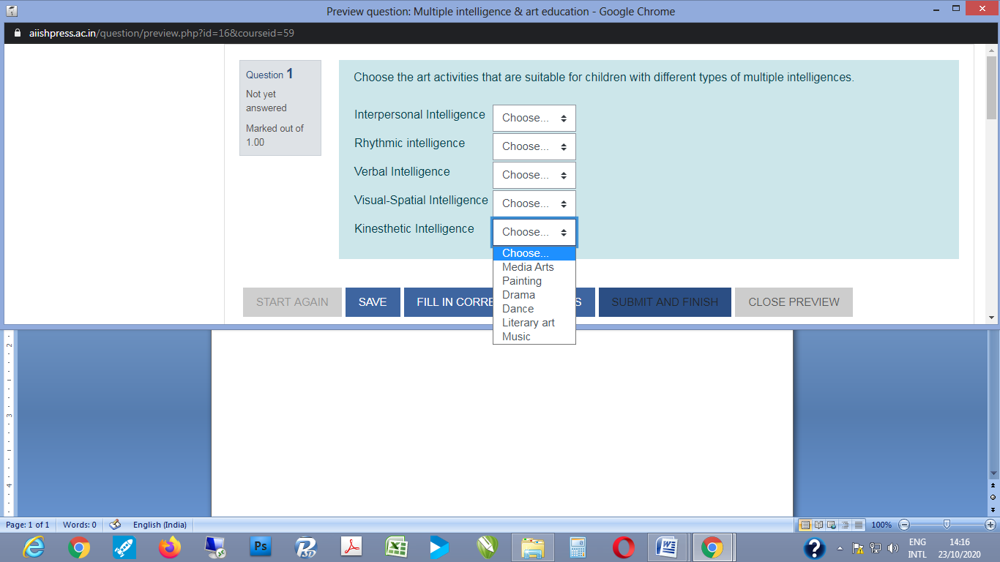 Preview question: Multiple intelligence & art education - Google Chrome
aiishpress.ac.in/question/preview.php?id=16&courseid=59
Question 1
Not yet
answered
Marked out of
1.00
Choose the art activities that are suitable for children with different types of multiple intelligences.
Interpersonal Intelligence Choose...
Rhythmic intelligence Choose...
Verbal Intelligence Choose...
Visual-Spatial Intelligence Choose...
Kinesthetic Intelligence Choose...
Choose...
Media Arts
Painting
Drama
Dance
Literary art
Music
START AGAIN SAVE FILL IN CORRE S SUBMIT AND FINISH CLOSE PREVIEW
2
3
4
Page: 1 of 1 Words: 0 English (India) 100%
Ps
ENG 14:16
INTL 23/10/2020